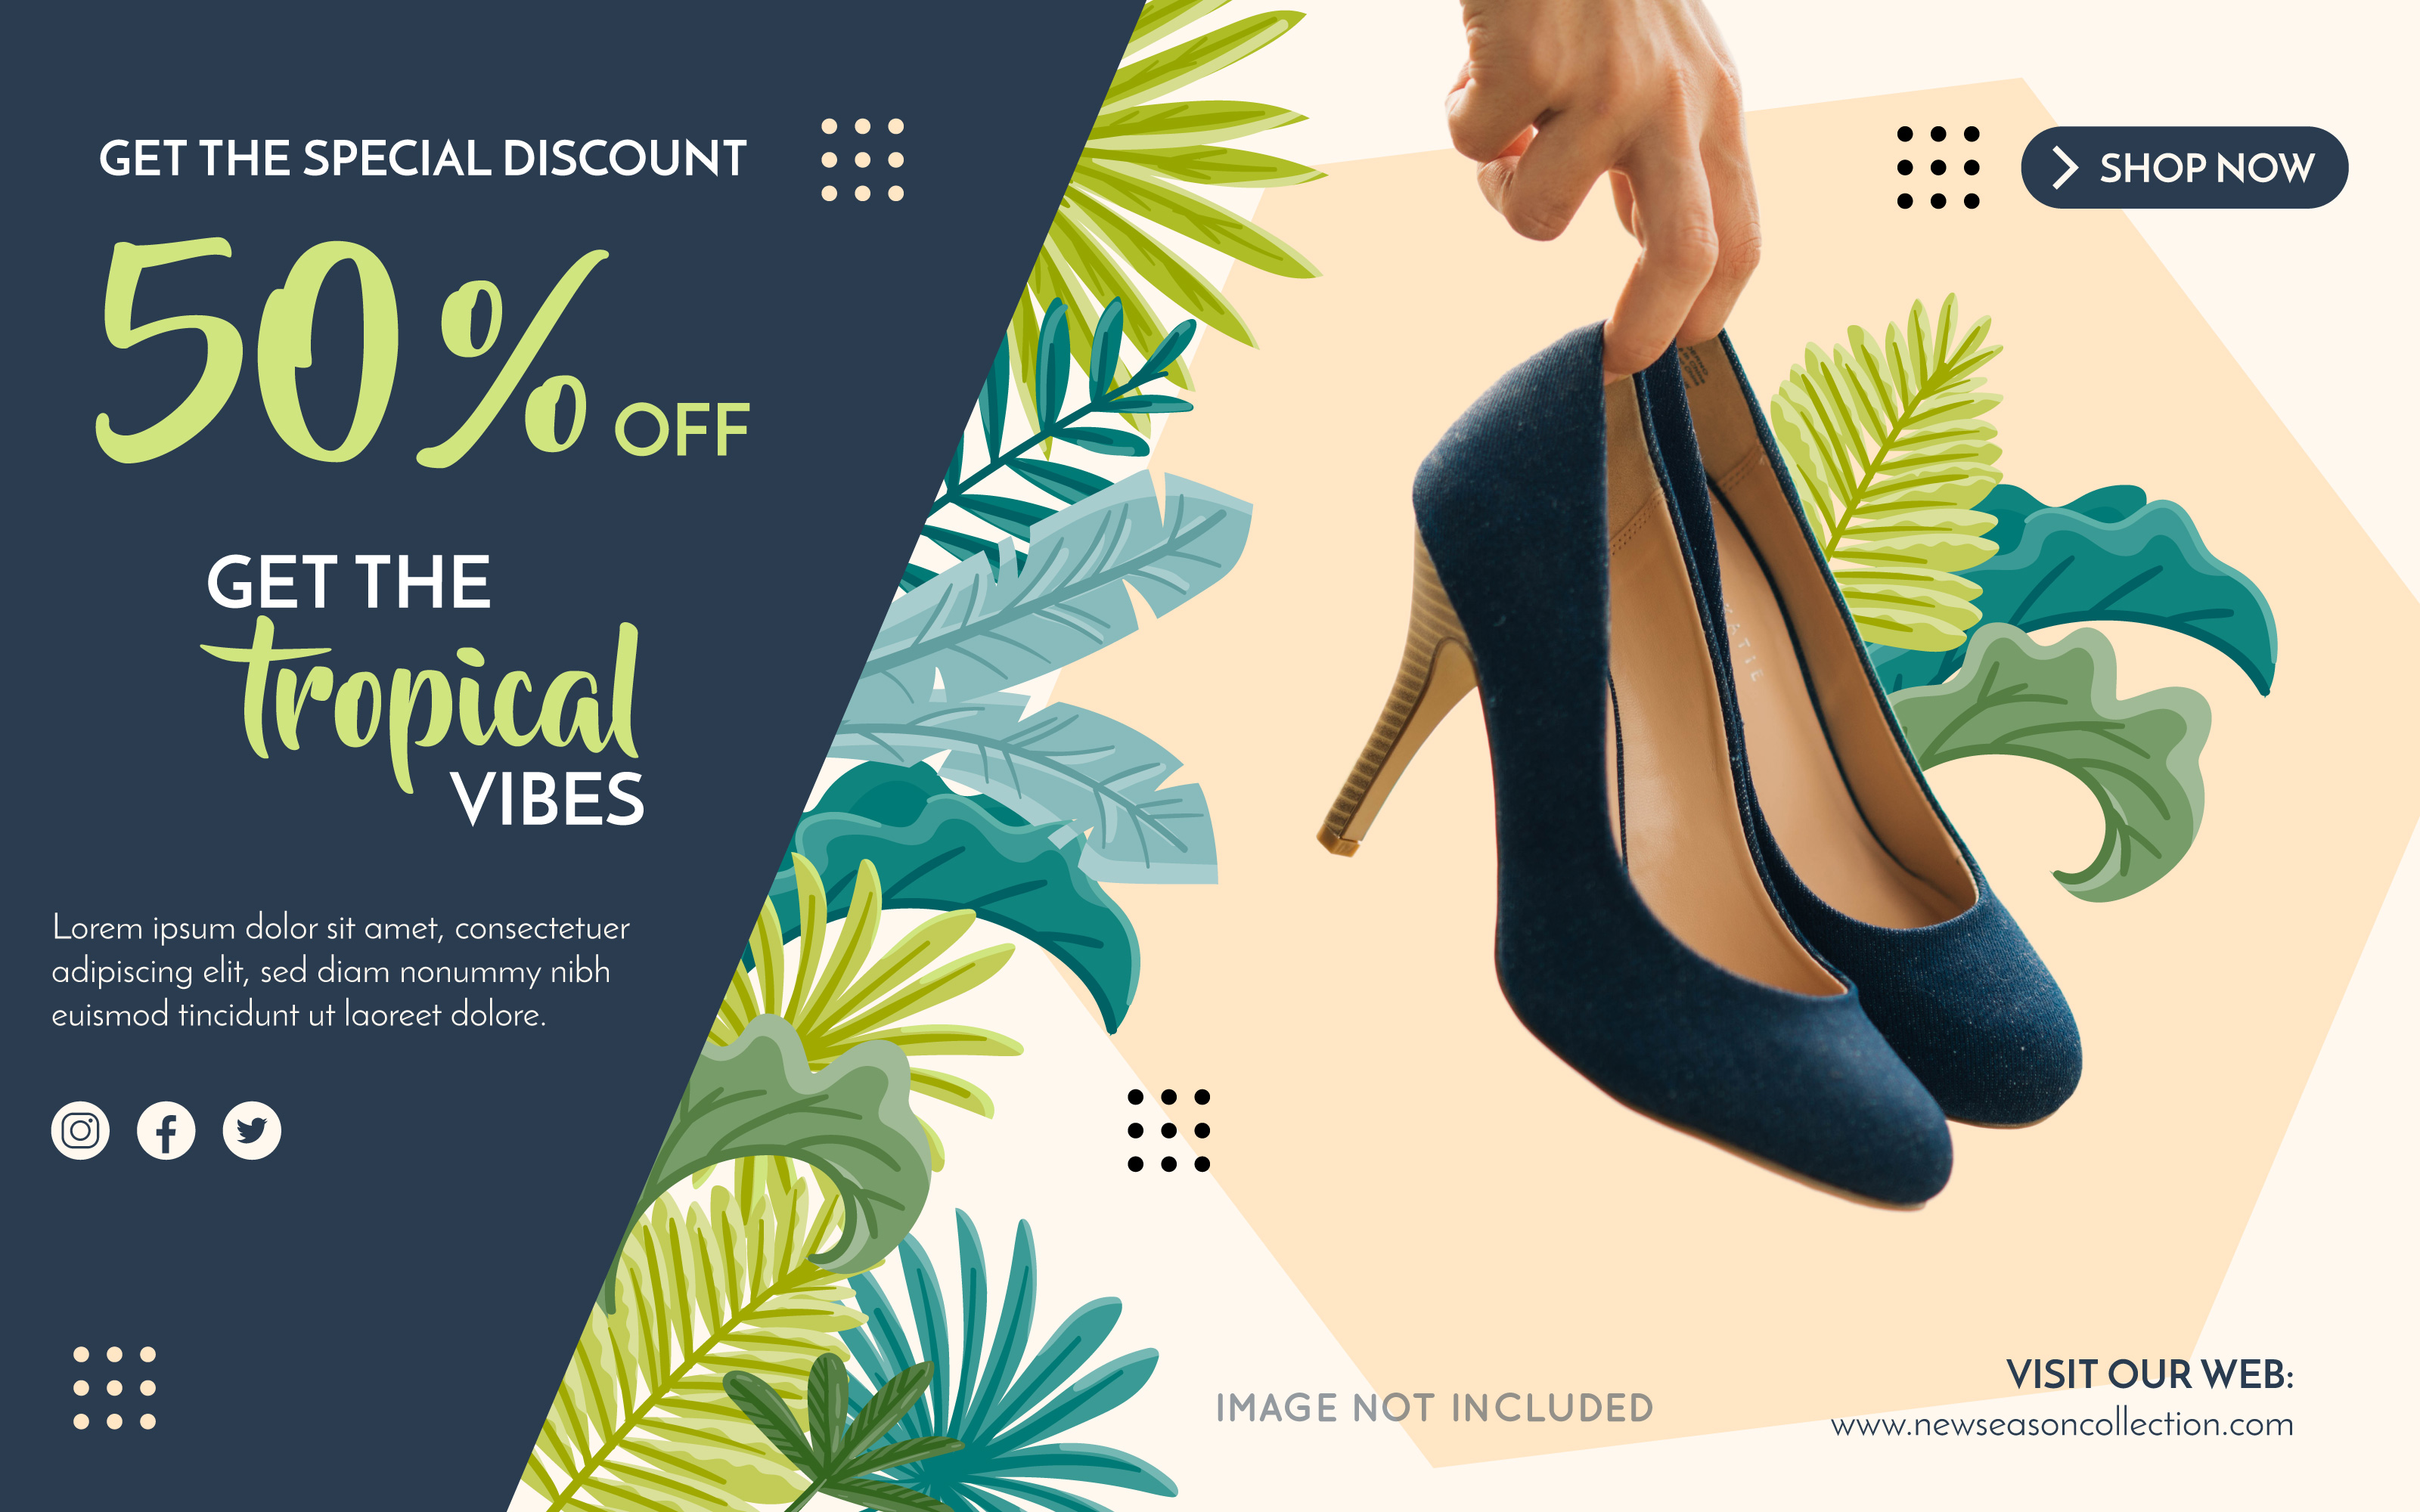 GET THE SPECIAL DISCOUNT
50% OFF
GET THE
tropical
VIBES
Lorem ipsum dolor sit amet, consectetuer
adipiscing elit, sed diam nonummy nibh
euismod tincidunt ut laoreet dolore.
SHOP NOW
IMAGE NOT INCLUDED
VISIT OUR WEB:
www.newseasoncollection.com